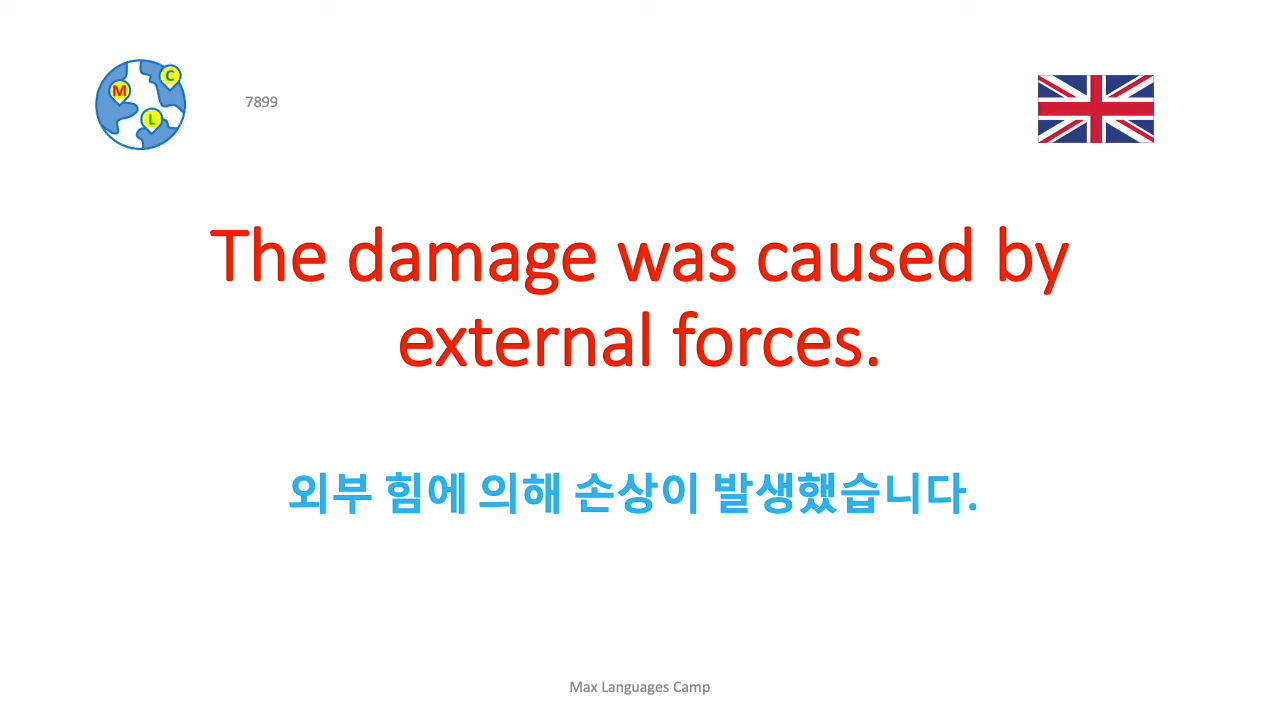 M
C
L
7899
The damage was caused by
external forces.
외부 힘에 의해 손상이 발생했습니다.
Max Languages Camp